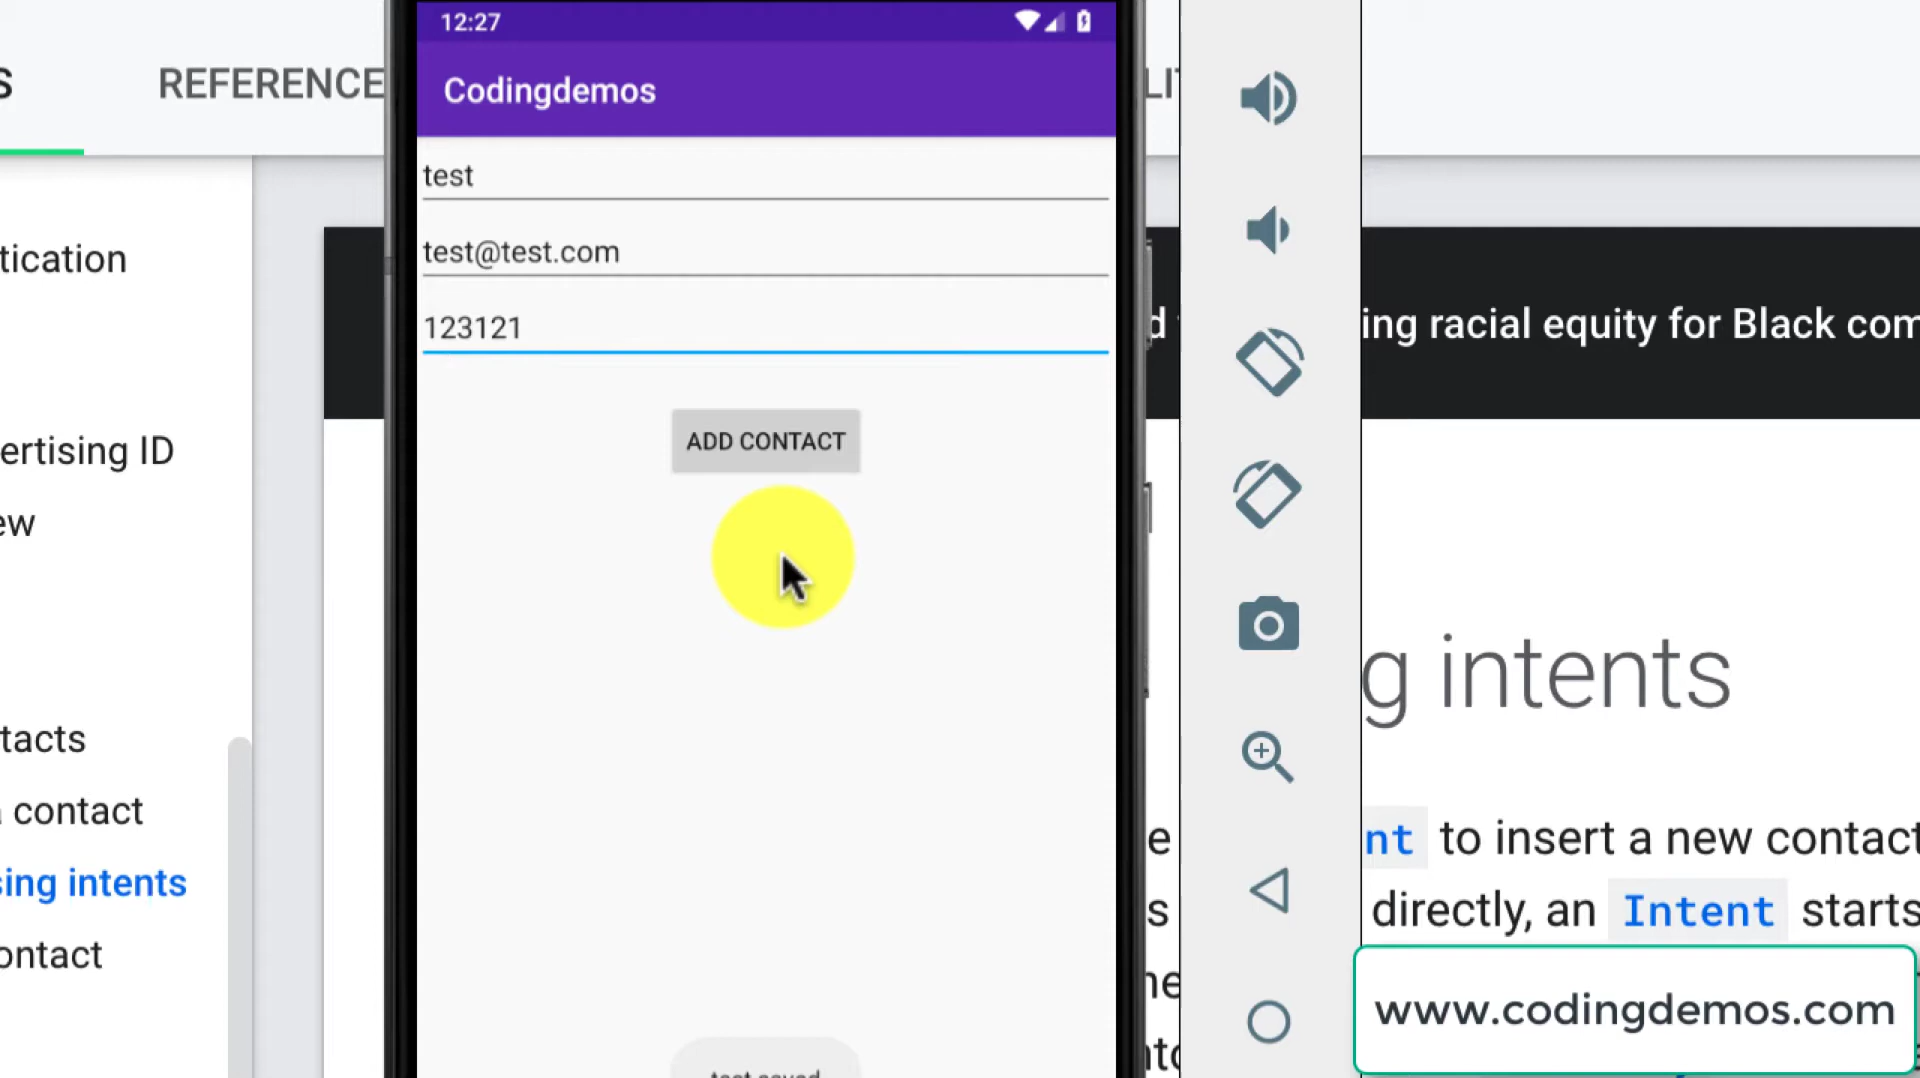 12:27
S
REFERENCE
Codingdemos
test
test@test.com
123121
ADD CONTACT
test saved
tication
ertising ID
ew
tacts
contact
sing intents
ontact
ing racial equity for Black com
g intents
e nt to insert a new contact
s directly, an Intent starts
www.codingdemos.com